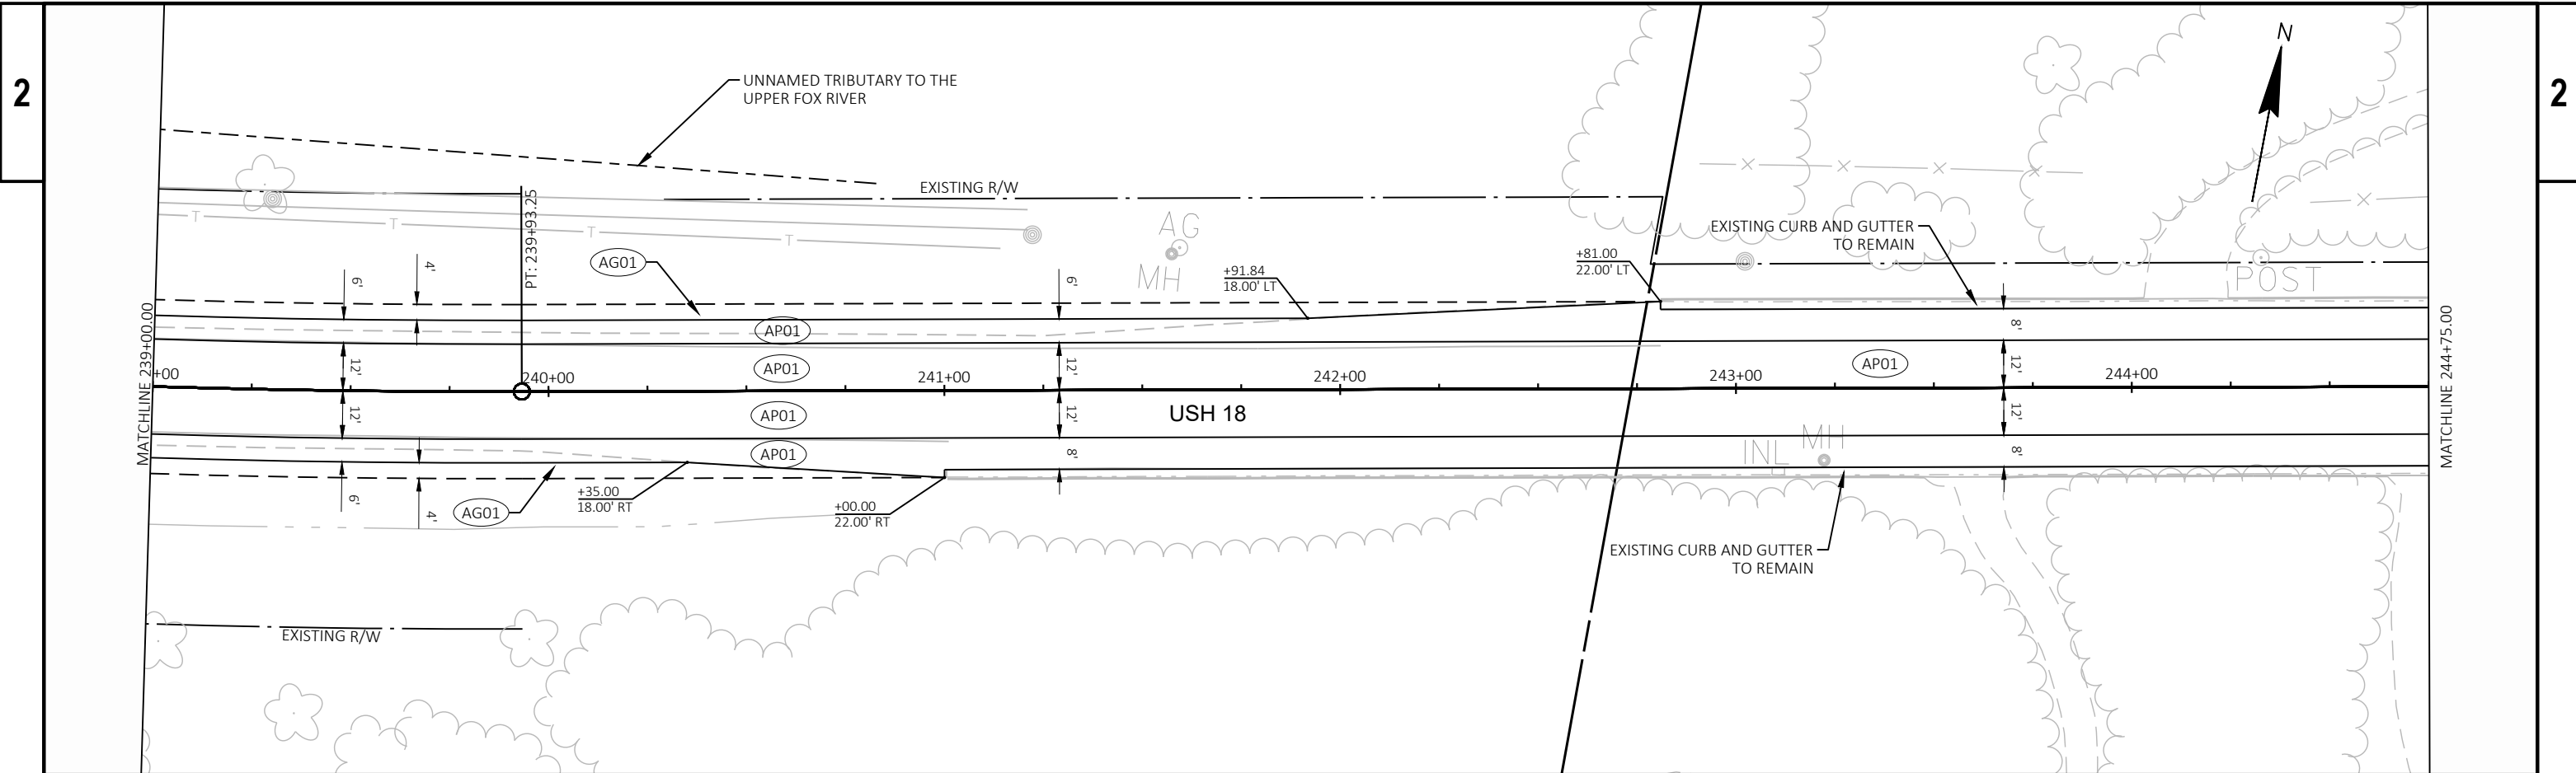 2
2
N
UNNAMED TRIBUTARY TO THE
UPPER FOX RIVER
EXISTING R/W
PT: 239+93.25
T
T
T
T
AG
MH
AG01
EXISTING CURB AND GUTTER
TO REMAIN
+81.00
22.00' LT
+91.84
18.00' LT
POST
6'
4'
6'
8'
AP01
AP01
AP01
12'
12'
12'
MATCHLINE 239+00.00
+00
240+00
241+00
242+00
243+00
244+00
MATCHLINE 244+75.00
12'
12'
12'
AP01
USH 18
AP01
8'
8'
INL
MH
6'
4'
AG01
+35.00
18.00' RT
+00.00
22.00' RT
EXISTING CURB AND GUTTER
TO REMAIN
EXISTING R/W